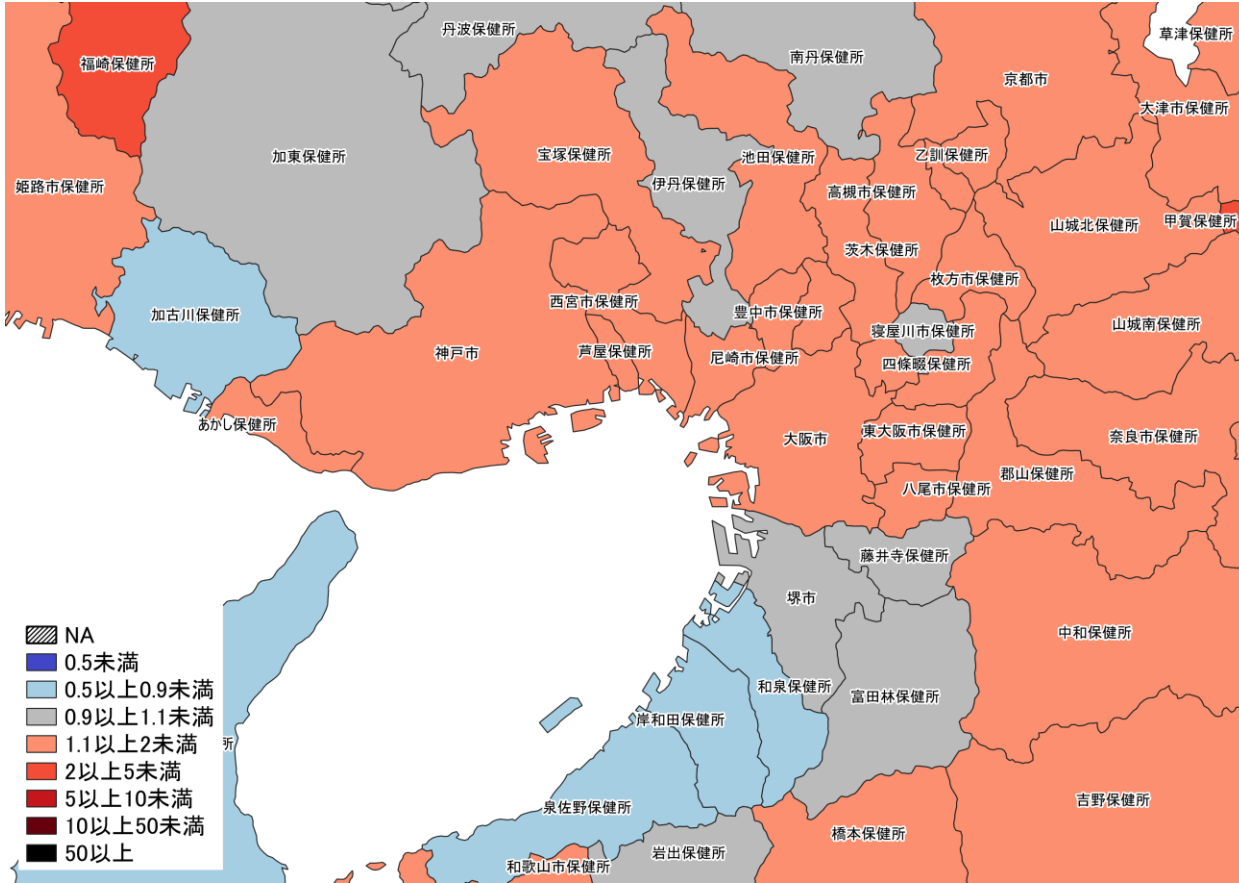 丹波保健所
南丹保健所
草津保健所
福崎保健所
京都市
大津市保健所
加東保健所
宝塚保健所
池田保健所
乙訓保健所
姫路市保健所
伊丹保健所
高槻市保健所
甲賀保健所
山城北保健所
茨木保健所
枚方市保健所
西宮市保健所
加古川保健所
豊中市保健所
寝屋川市保健所
山城南保健所
神戸市
芦屋保健所
尼崎市保健所
四條畷保健所
あかし保健所
大阪市
東大阪市保健所
奈良市保健所
郡山保健所
八尾市保健所
藤井寺保健所
堺市
中和保健所
和泉保健所
富田林保健所
岸和田保健所
所
泉佐野保健所
吉野保健所
橋本保健所
岩出保健所
和歌山市保健所
NA
0.5未満
0.5以上0.9未満
0.9以上1.1未満
1.1以上2未満
2以上5未満
5以上10未満
10以上50未満
50以上